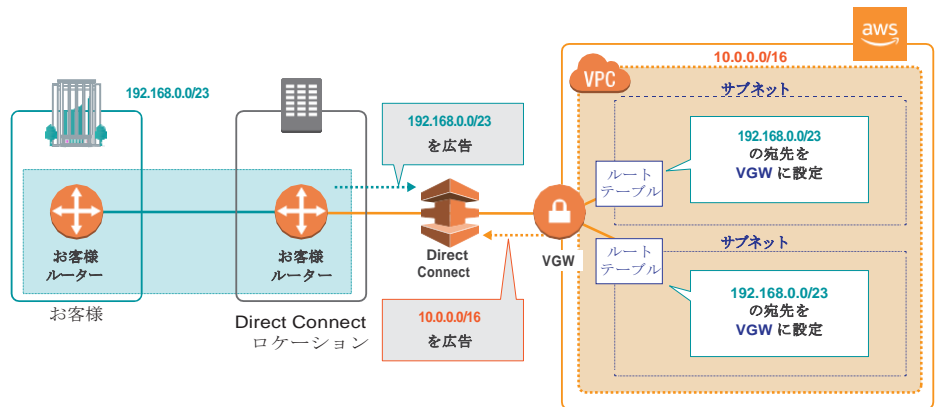 aws
10.0.0.0/16
VPC
サブネット
192.168.0.0/23
192.168.0.0/23
を広告
192.168.0.0/23
の宛先を
VGW に設定
ルート
テーブル
お客様
ルーター
お客様
ルーター
Direct
Connect
VGW
サブネット
ルート
テーブル
192.168.0.0/23
の宛先を
VGW に設定
10.0.0.0/16
を広告
お客様
Direct Connect
ロケーション